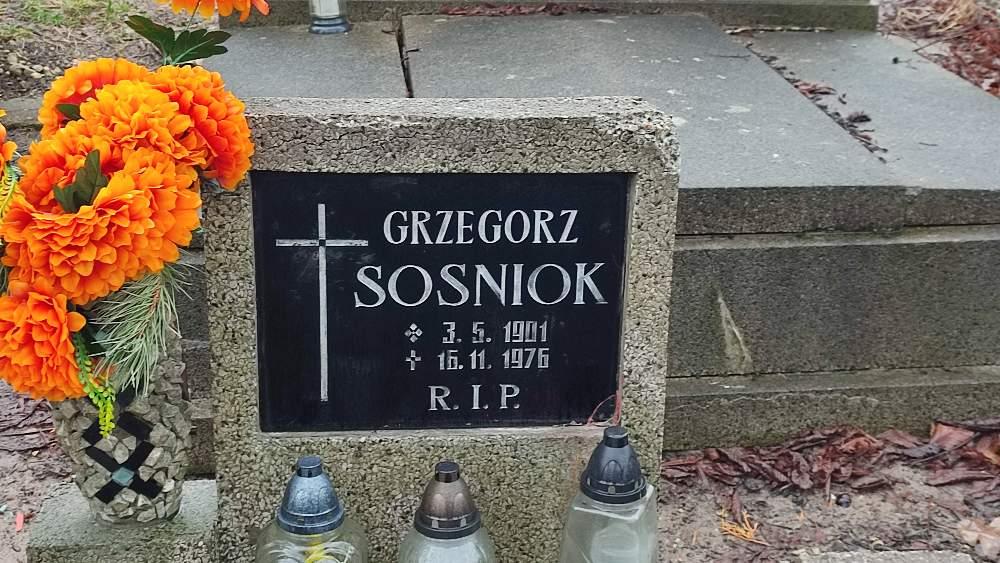 GRZEGORZ
SOSNIOK
3. 5. 1901
16. 11. 1976
R. I. P.